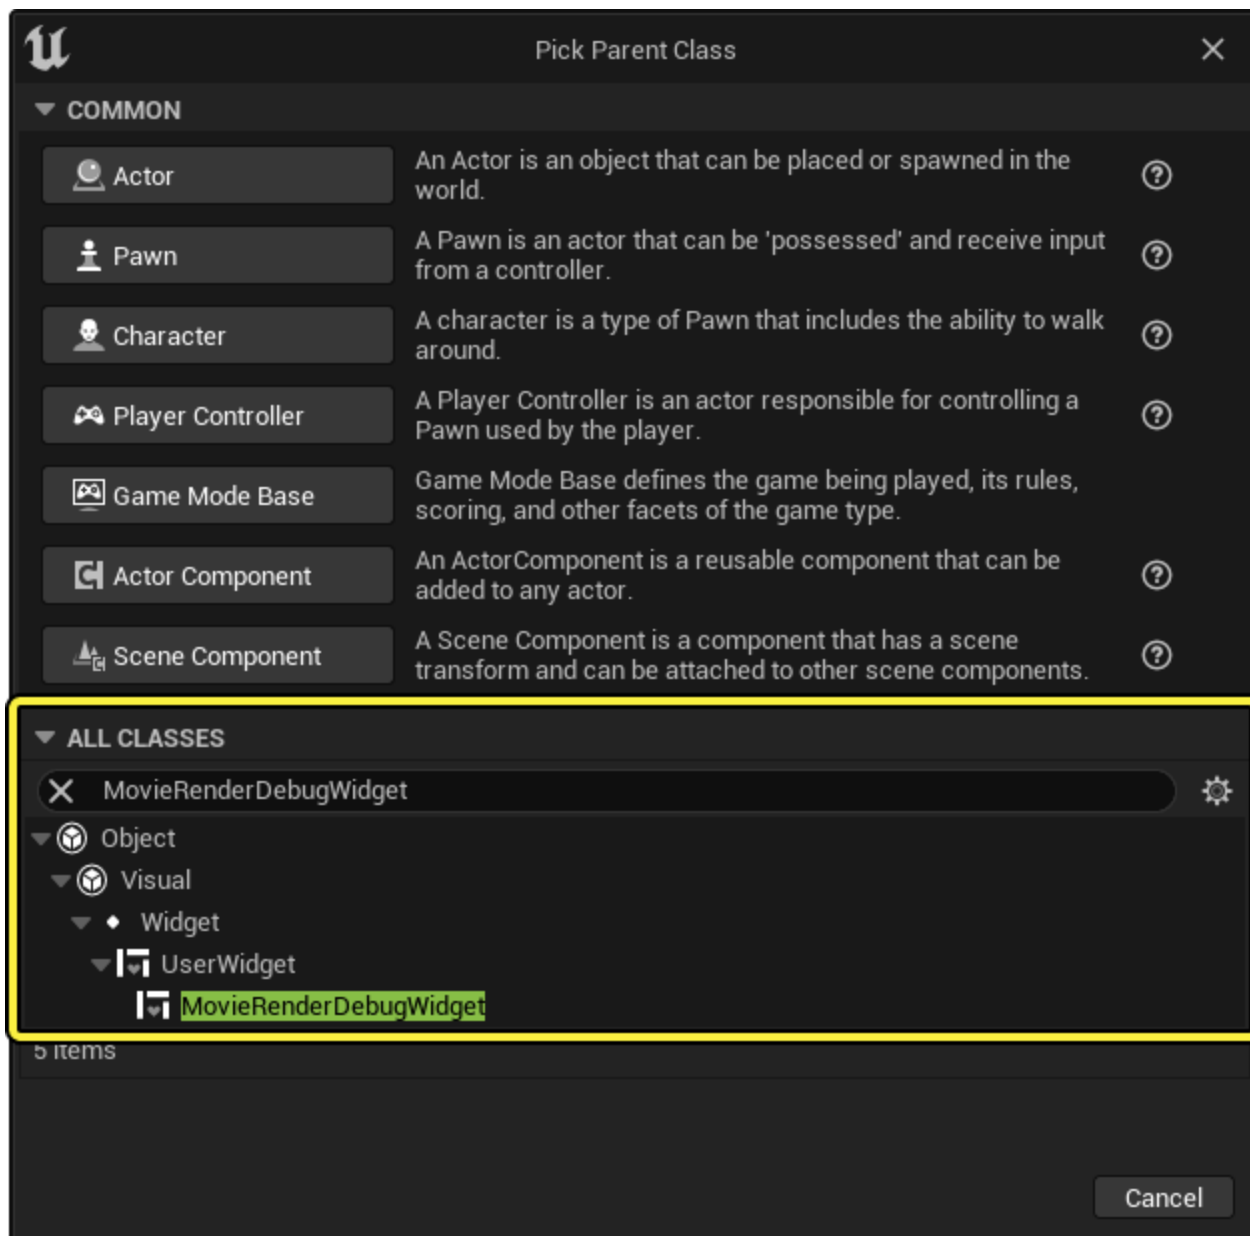 Pick Parent Class
COMMON
Actor
An Actor is an object that can be placed or spawned in the
world.
Pawn
A Pawn is an actor that can be 'possessed' and receive input
from a controller.
Character
A character is a type of Pawn that includes the ability to walk
around.
Player Controller
A Player Controller is an actor responsible for controlling a
Pawn used by the player.
Game Mode Base
Game Mode Base defines the game being played, its rules,
scoring, and other facets of the game type.
Actor Component
An ActorComponent is a reusable component that can be
added to any actor.
Scene Component
A Scene Component is a component that has a scene
transform and can be attached to other scene components.
ALL CLASSES
MovieRenderDebugWidget
Object
Visual
Widget
UserWidget
MovieRenderDebugWidget
5 items
Cancel